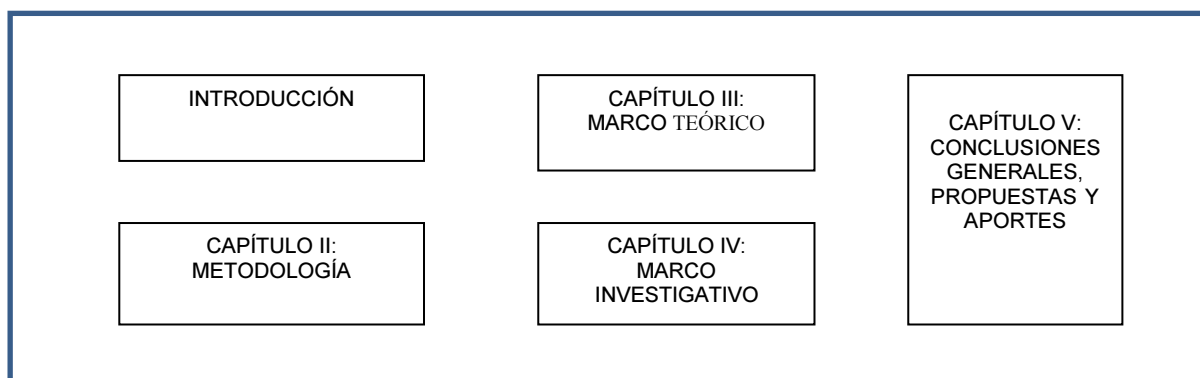 INTRODUCCIÓN
CAPÍTULO II:
METODOLOGÍA
CAPÍTULO III:
MARCO TEÓRICO
CAPÍTULO IV:
MARCO
INVESTIGATIVO
CAPÍTULO V:
CONCLUSIONES
GENERALES,
PROPUESTAS Y
APORTES